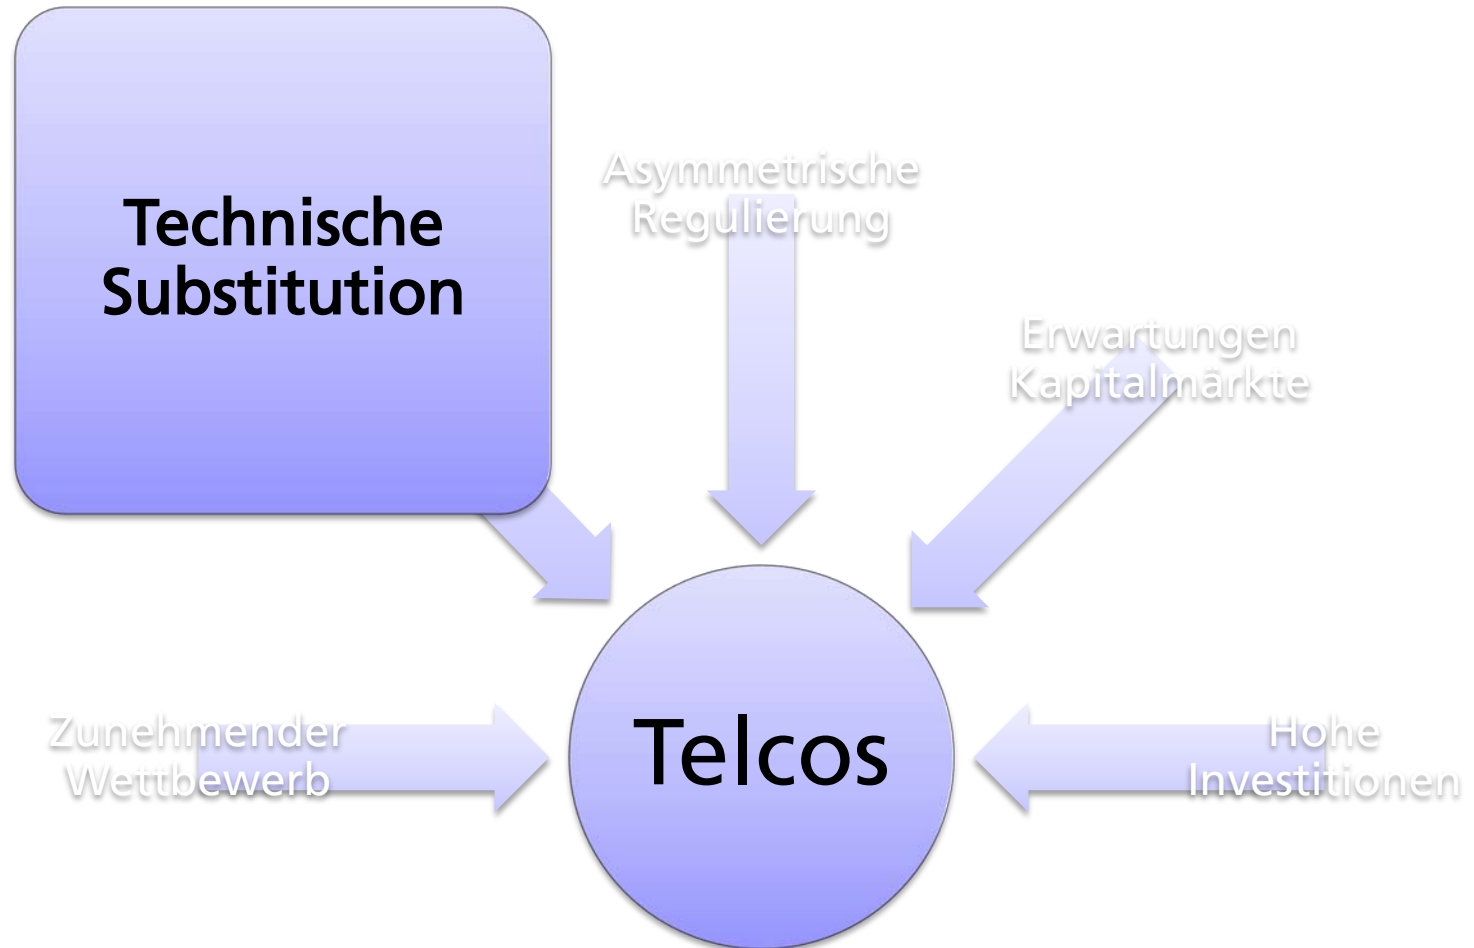 Technische
Substitution
Asymmetrische
Regulierung
Erwartungen
Kapitalmärkte
Zunehmender
Wettbewerb
Telcos
Hohe
Investitionen